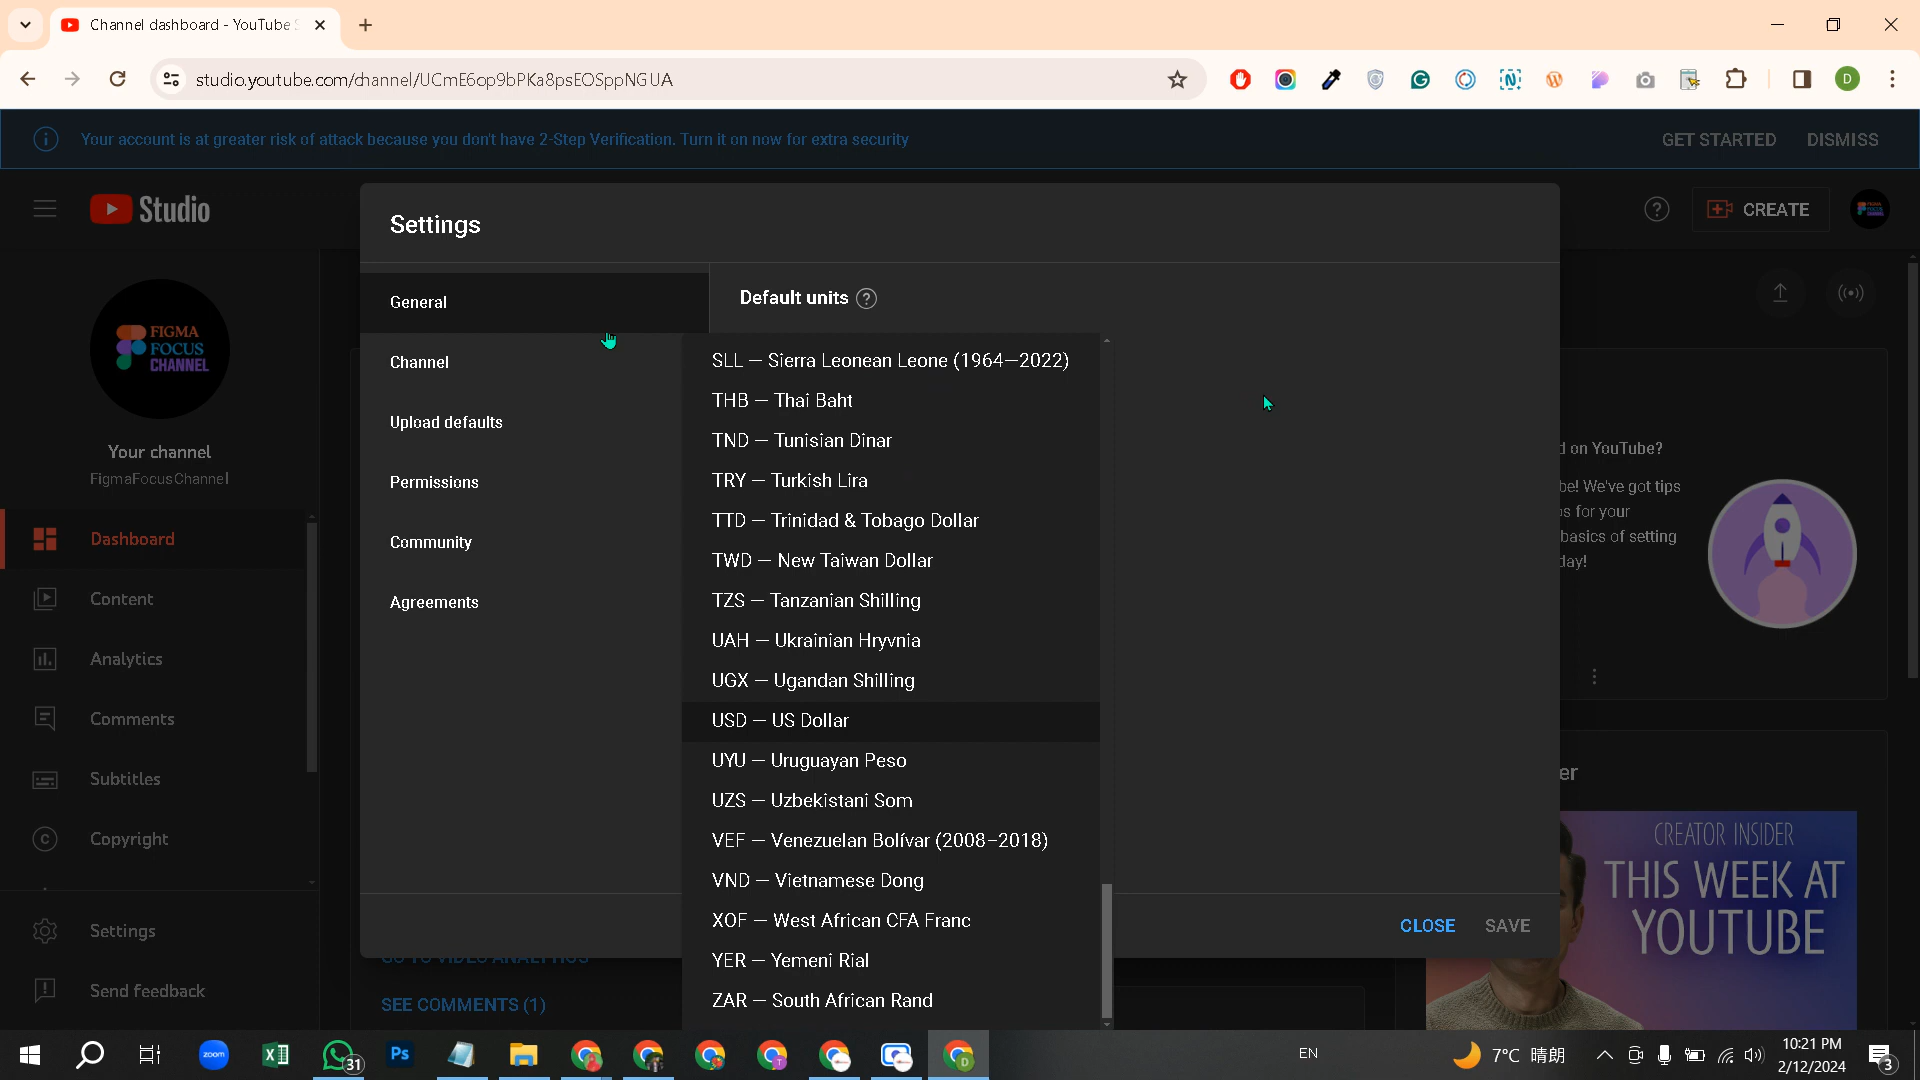 Channel dashboard - YouTube S
studio.youtube.com/channel/UCmE6op9bPKa8psEOSppNGUA
D
Your account is at greater risk of attack because you don't have 2-Step Verification. Turn it on now for extra security
GET STARTED
DISMISS
Studio
CREATE
FIGMA
FOCUS
CHANNEL
Your channel
FigmaFocusChannel
Dashboard
Content
Analytics
Comments
Subtitles
Copyright
Settings
Send feedback
Settings
General
Channel
Upload defaults
Permissions
Community
Agreements
Default units
SLL — Sierra Leonean Leone (1964—2022)
THB — Thai Baht
TND — Tunisian Dinar
TRY — Turkish Lira
TTD — Trinidad & Tobago Dollar
TWD — New Taiwan Dollar
TZS — Tanzanian Shilling
UAH — Ukrainian Hryvnia
UGX — Ugandan Shilling
USD — US Dollar
UYU — Uruguayan Peso
UZS — Uzbekistani Som
VEF — Venezuelan Bolívar (2008–2018)
VND — Vietnamese Dong
XOF — West African CFA Franc
YER — Yemeni Rial
ZAR — South African Rand
CLOSE
SAVE
GO TO VIDEO ANALYTICS
SEE COMMENTS (1)
d on YouTube?
be! We've got tips
s for your
basics of setting
day!
er
CREATOR INSIDER
THIS WEEK AT
YOUTUBE
zoom
31
Ps
D
EN
7°C 晴朗
10:21 PM
2/12/2024
3